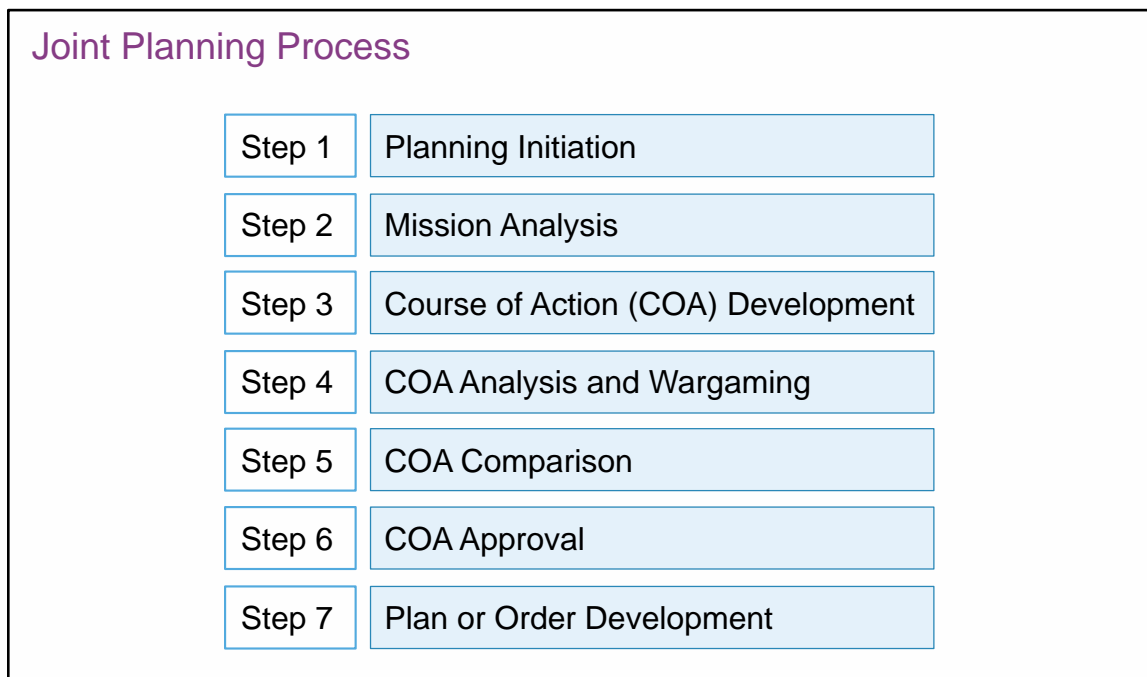 Joint Planning Process
Step 1 Planning Initiation
Step 2 Mission Analysis
Step 3 Course of Action (COA) Development
Step 4 COA Analysis and Wargaming
Step 5 COA Comparison
Step 6 COA Approval
Step 7 Plan or Order Development